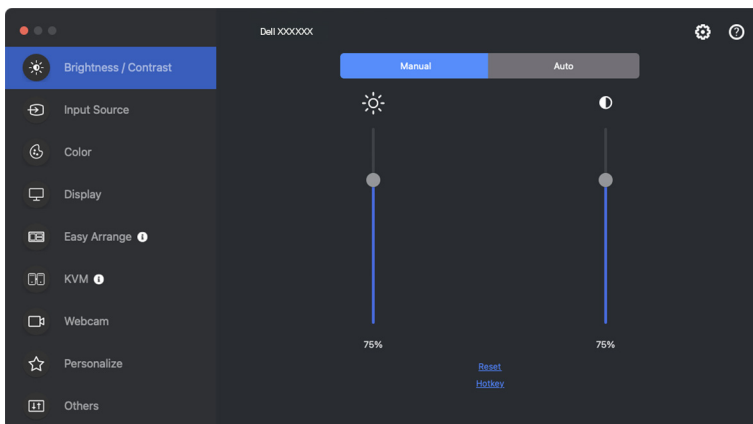 Dell XXXXXX
Brightness / Contrast
Manual
Auto
Input Source
Color
Display
Easy Arrange
KVM
Webcam
75%
75%
Personalize
Reset
Hotkey
Others